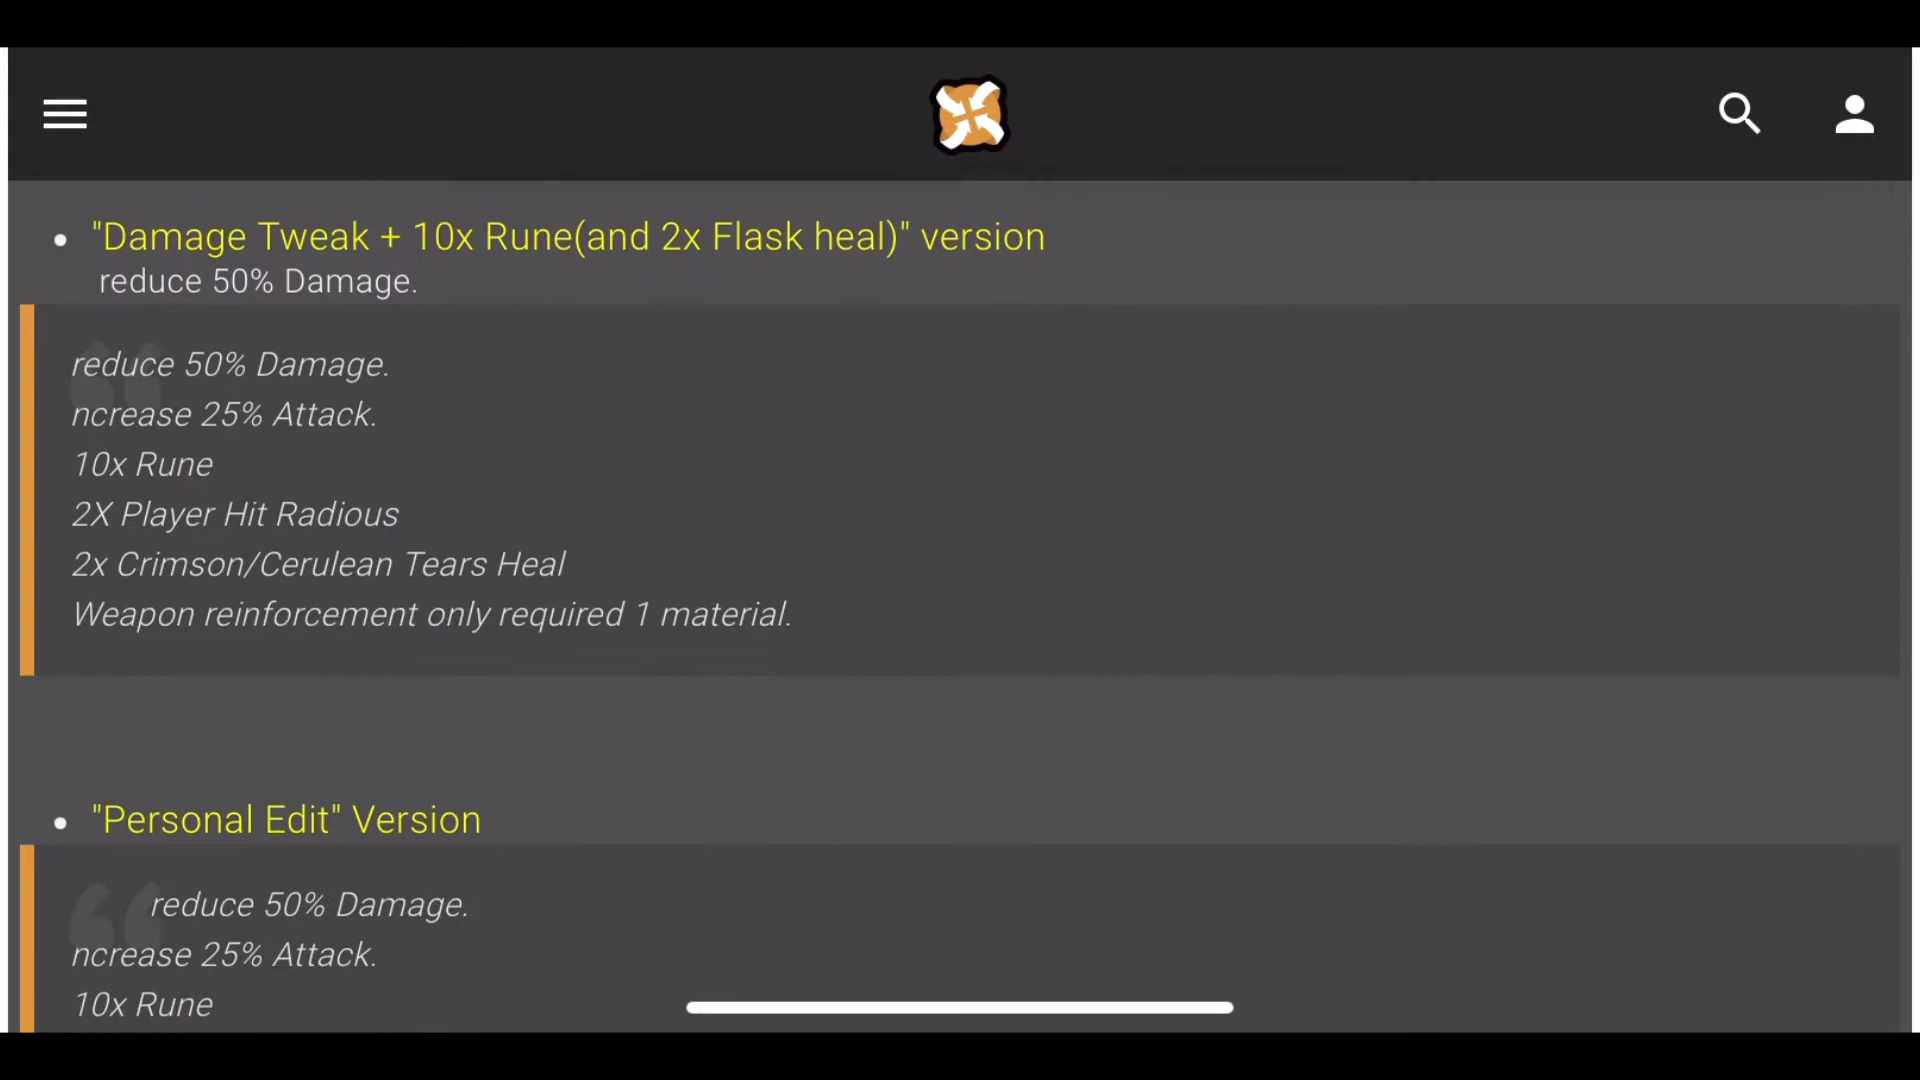 "Damage Tweak + 10x Rune(and 2x Flask heal)" version
reduce 50% Damage.
reduce 50% Damage.
ncrease 25% Attack.
10x Rune
2X Player Hit Radious
2x Crimson/Cerulean Tears Heal
Weapon reinforcement only required 1 material.
"Personal Edit" Version
reduce 50% Damage.
ncrease 25% Attack.
10x Rune